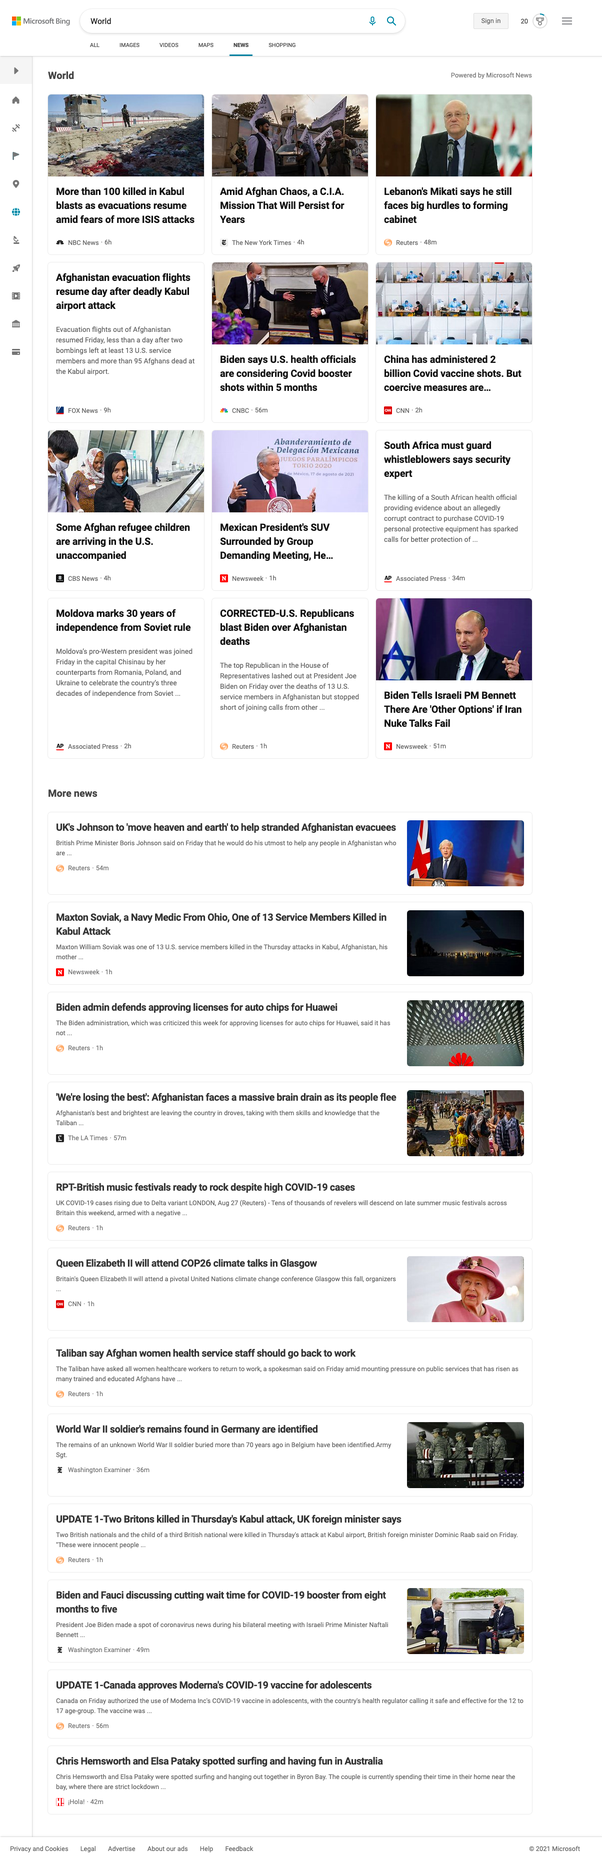 Microsoft Bing
World
Sign in
20
ALL
IMAGES
VIDEOS
MAPS
NEWS
SHOPPING
World
Powered by Microsoft News
More than 100 killed in Kabul
blasts as evacuations resume
amid fears of more ISIS attacks
NBC News · 6h
Amid Afghan Chaos, a C.I.A.
Mission That Will Persist for
Years
The New York Times · 4h
Lebanon's Mikati says he still
faces big hurdles to forming
cabinet
Reuters · 48m
Afghanistan evacuation flights
resume day after deadly Kabul
airport attack
Evacuation flights out of Afghanistan
resumed Friday, less than a day after two
bombings left at least 13 U.S. service
members and more than 95 Afghans dead at
the Kabul airport.
FOX News · 9h
Biden says U.S. health officials
are considering Covid booster
shots within 5 months
CNBC · 56m
China has administered 2
billion Covid vaccine shots. But
coercive measures are...
CNN · 2h
Some Afghan refugee children
are arriving in the U.S.
unaccompanied
CBS News · 4h
Abanderamiento de
la Delegación Mexicana
JUEGOS PARALÍMPICOS
TOKIO 2020
Mexican President's SUV
Surrounded by Group
Demanding Meeting, He...
Newsweek · 1h
South Africa must guard
whistleblowers says security
expert
The killing of a South African health official
providing evidence about an allegedly
corrupt contract to purchase COVID-19
personal protective equipment has sparked
calls for better protection of ...
Associated Press · 34m
Moldova marks 30 years of
independence from Soviet rule
Moldova's pro-Western president was joined
Friday in the capital Chisinau by her
counterparts from Romania, Poland, and
Ukraine to celebrate the country's three
decades of independence from Soviet ...
Associated Press · 2h
CORRECTED-U.S. Republicans
blast Biden over Afghanistan
deaths
The top Republican in the House of
Representatives lashed out at President Joe
Biden on Friday over the deaths of 13 U.S.
service members in Afghanistan but stopped
short of joining calls from other ...
Reuters · 1h
Biden Tells Israeli PM Bennett
There Are 'Other Options' if Iran
Nuke Talks Fail
Newsweek · 51m
More news
UK's Johnson to 'move heaven and earth' to help stranded Afghanistan evacuees
British Prime Minister Boris Johnson said on Friday that he would do his utmost to help any people in Afghanistan who
are ...
Reuters · 54m
Maxton Soviak, a Navy Medic From Ohio, One of 13 Service Members Killed in
Kabul Attack
Maxton William Soviak was one of 13 U.S. service members killed in the Thursday attacks in Kabul, Afghanistan, his
mother ...
Newsweek · 1h
Biden admin defends approving licenses for auto chips for Huawei
The Biden administration, which was criticized this week for approving licenses for auto chips for Huawei, said it has
not ...
Reuters · 1h
'We're losing the best': Afghanistan faces a massive brain drain as its people flee
Afghanistan's best and brightest are leaving the country in droves, taking with them skills and knowledge that the
Taliban ...
The LA Times · 57m
RPT-British music festivals ready to rock despite high COVID-19 cases
UK COVID-19 cases rising due to Delta variant LONDON, Aug 27 (Reuters) - Tens of thousands of revelers will descend on late summer music festivals across
Britain this weekend, armed with a negative ...
Reuters · 1h
Queen Elizabeth II will attend COP26 climate talks in Glasgow
Britain's Queen Elizabeth II will attend a pivotal United Nations climate change conference Glasgow this fall, organizers
...
CNN · 1h
Taliban say Afghan women health service staff should go back to work
The Taliban have asked all women healthcare workers to return to work, a spokesman said on Friday amid mounting pressure on public services that has risen as
many trained and educated Afghans have ...
Reuters · 1h
World War II soldier's remains found in Germany are identified
The remains of an unknown World War II soldier buried more than 70 years ago in Belgium have been identified.Army
Sgt.
Washington Examiner · 36m
UPDATE 1-Two Britons killed in Thursday's Kabul attack, UK foreign minister says
Two British nationals and the child of a third British national were killed in Thursday's attack at Kabul airport, British foreign minister Dominic Raab said on Friday.
"These were innocent people ...
Reuters · 1h
Biden and Fauci discussing cutting wait time for COVID-19 booster from eight
months to five
President Joe Biden made a spot of coronavirus news during his bilateral meeting with Israeli Prime Minister Naftali
Bennett ...
Washington Examiner · 49m
UPDATE 1-Canada approves Moderna's COVID-19 vaccine for adolescents
Canada on Friday authorized the use of Moderna Inc's COVID-19 vaccine in adolescents, with the country's health regulator calling it safe and effective for the 12 to
17 age-group. The vaccine was ...
Reuters · 56m
Chris Hemsworth and Elsa Pataky spotted surfing and having fun in Australia
Chris Hemsworth and Elsa Pataky were spotted surfing and hanging out together in Byron Bay. The couple is currently spending their time in their home near the
bay, where there are strict lockdown ...
¡Hola! · 42m
Privacy and Cookies
Legal
Advertise
About our ads
Help
Feedback
© 2021 Microsoft